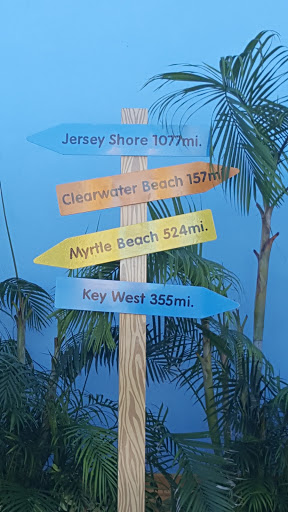 Jersey Shore 1077mi.
Clearwater Beach 157mi.
Myrtle Beach 524mi.
Key West 355mi.